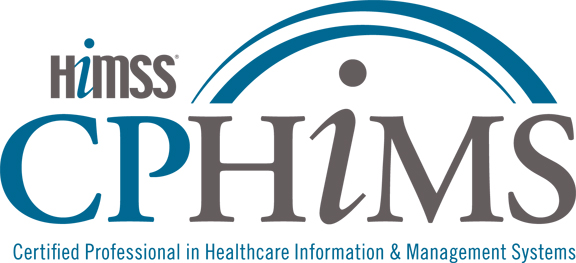 HiMSS®
CPHiMS
Certified Professional in Healthcare Information & Management Systems